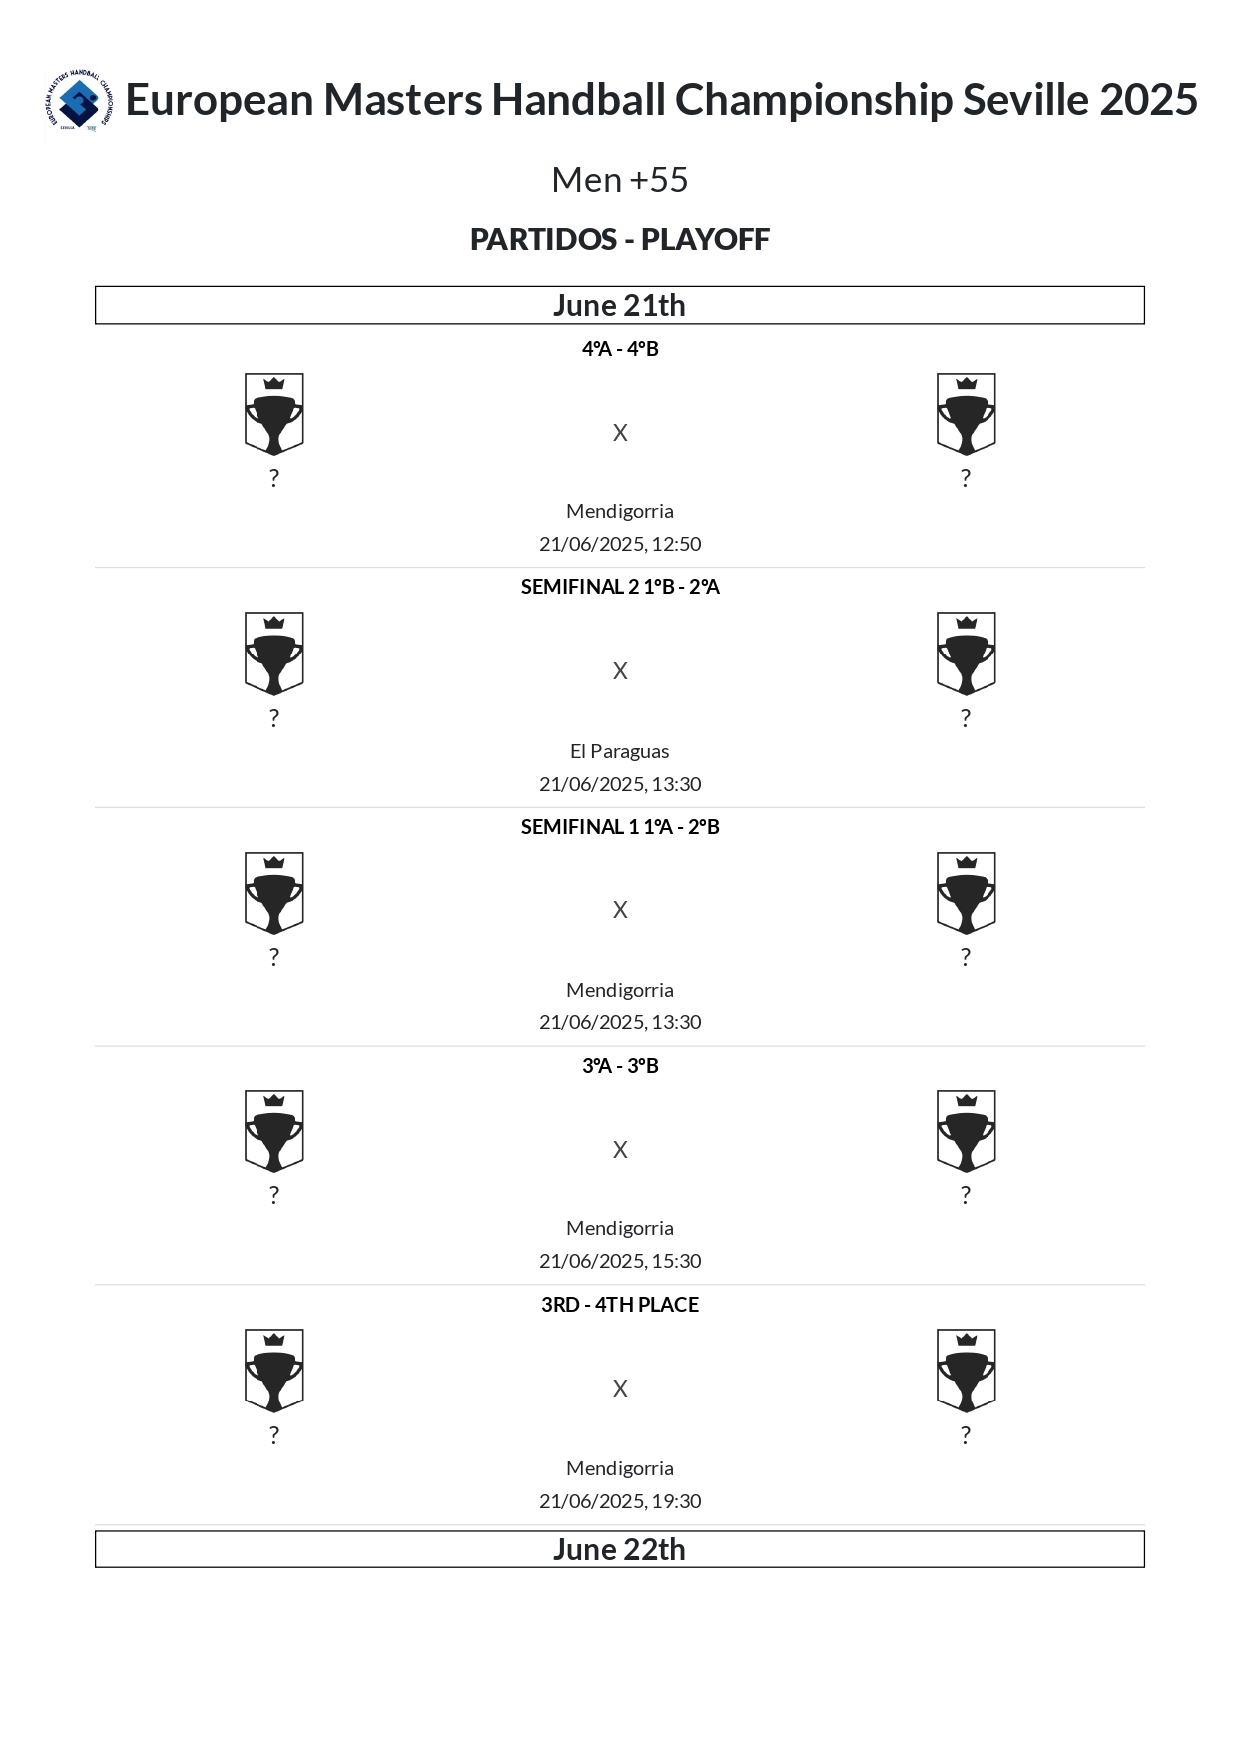 EUROPEAN MASTERS HANDBALL CHAMPIONSHIPS
SEVILLA
European Masters Handball Championship Seville 2025
Men +55
PARTIDOS - PLAYOFF
June 21th
4ºA - 4ºB
X
? ?
Mendigorria
21/06/2025, 12:50
SEMIFINAL 2 1ºB - 2ºA
X
? ?
El Paraguas
21/06/2025, 13:30
SEMIFINAL 1 1ºA - 2ºB
X
? ?
Mendigorria
21/06/2025, 13:30
3ºA - 3ºB
X
? ?
Mendigorria
21/06/2025, 15:30
3RD - 4TH PLACE
X
? ?
Mendigorria
21/06/2025, 19:30
June 22th